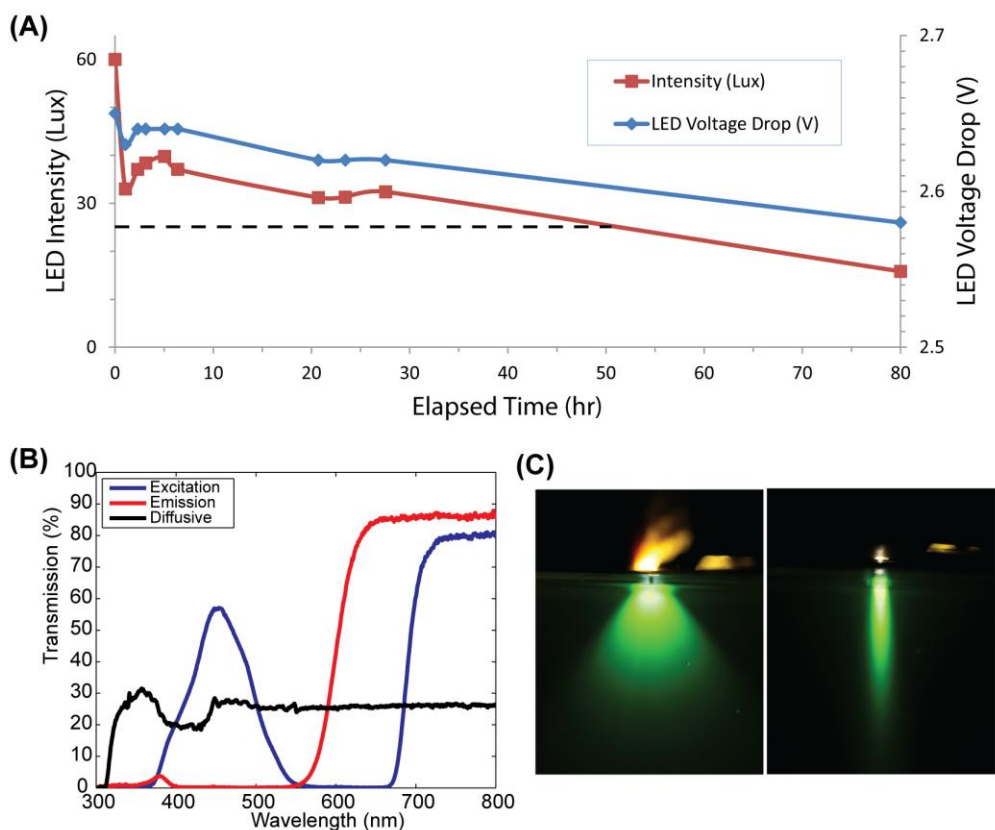 (A)
60
30
0
LED Intensity (Lux)
Intensity (Lux)
LED Voltage Drop (V)
2.7
2.6
2.5
LED Voltage Drop (V)
0 10 20 30 40 50 60 70 80
Elapsed Time (hr)
(B)
100
90
80
70
60
50
40
30
20
10
0
Transmission (%)
Excitation
Emission
Diffusive
300 400 500 600 700 800
Wavelength (nm)
(C)